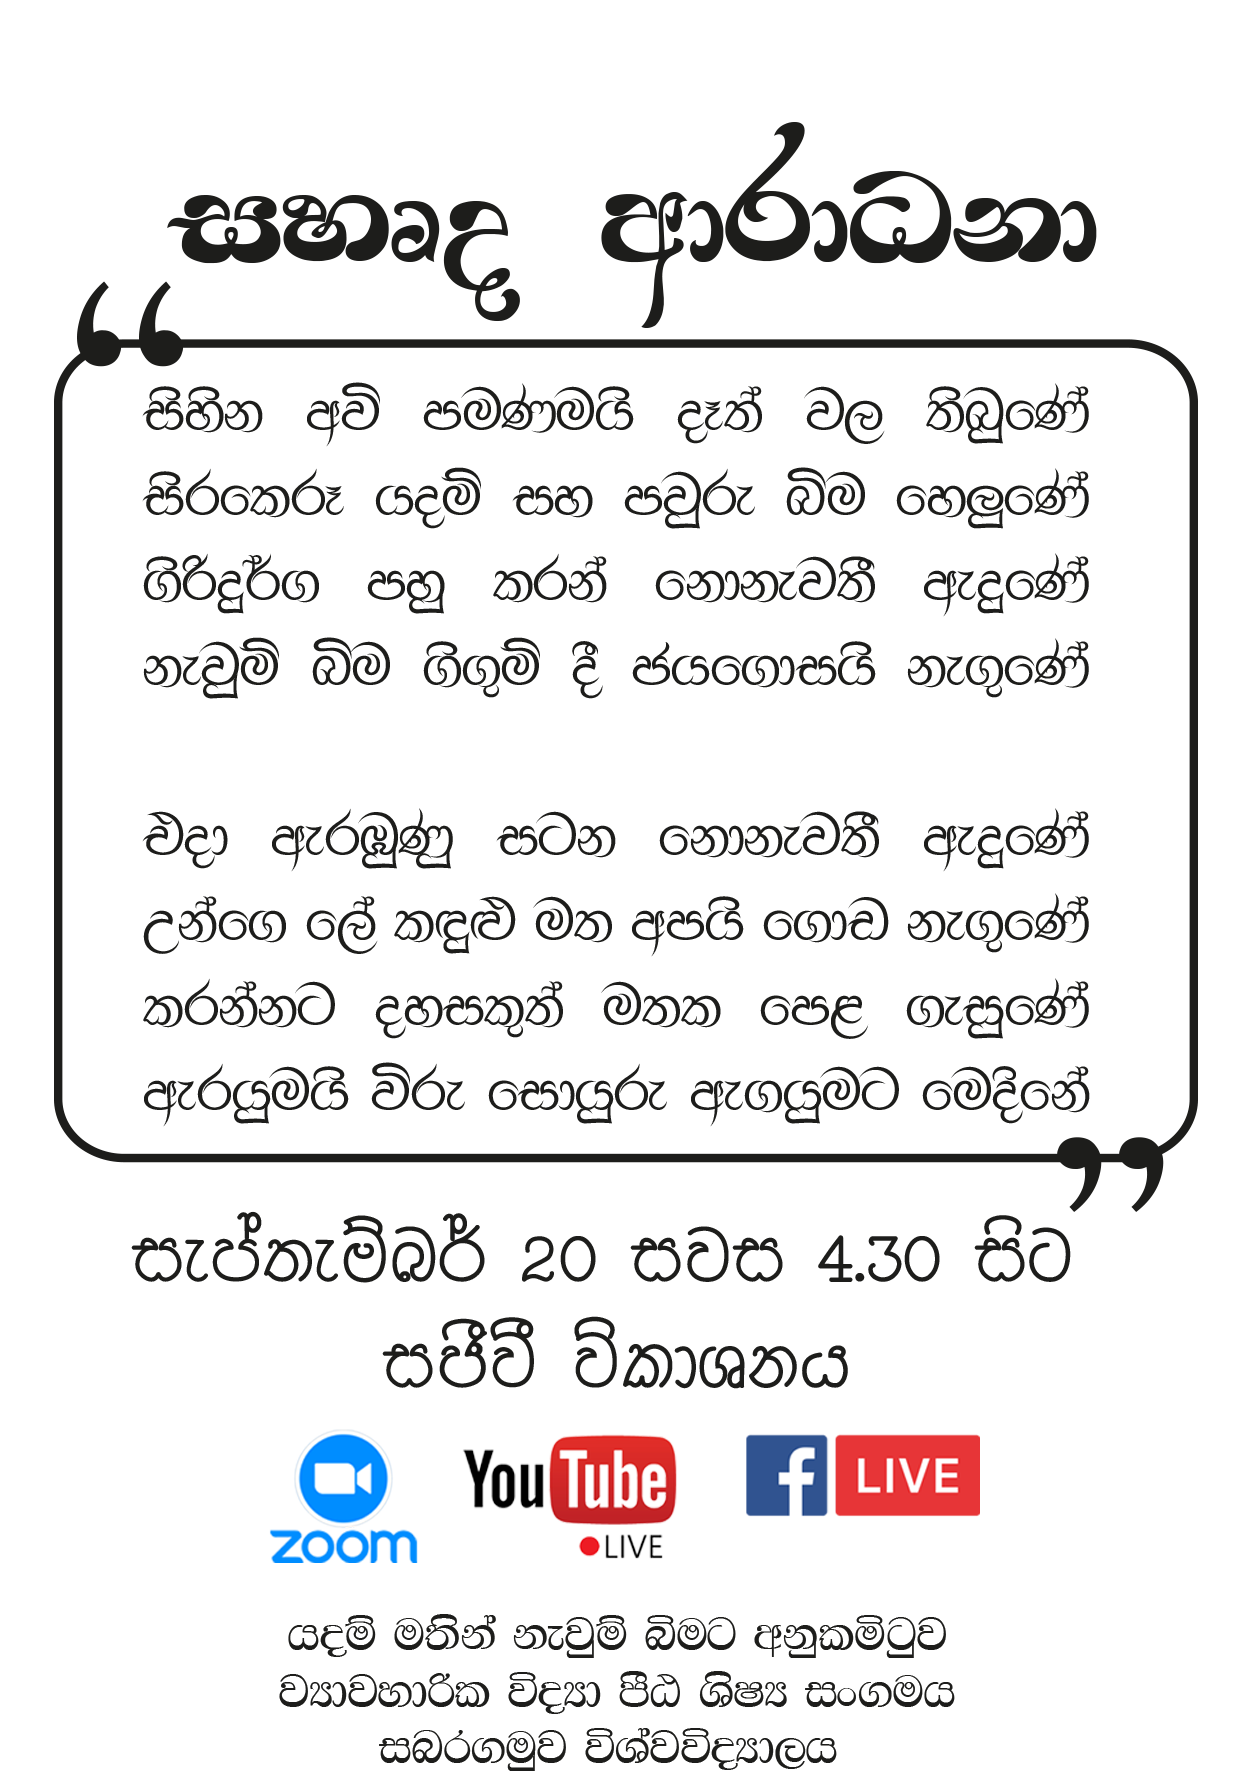 සහෘද ආරාධනා
“
සිහින අවි පමණමයි දෑත් වල තිබුණේ
සිරකෙරූ යදම් සහ පවුරු බිම හෙලුණේ
ගිරිදුර්ග පහු කරන් නොනැවතී ඇදුණේ
නැවුම් බිම ගිගුම් දී ජයගොසයි නැගුණේ
එදා ඇරඹුණු සටන නොනැවතී ඇදුණේ
උන්ගෙ ලේ කඳුළු මත අපයි ගොඩ නැගුණේ
කරන්නට දහසකුත් මතක පෙළ ගැසුණේ
ඇරයුමයි විරු සොයුරු ඇගයුමට මෙදිනේ
”
සැප්තැම්බර් 20 සවස 4.30 සිට
සජීවී විකාශනය
zoom YouTube LIVE f LIVE
යදම් මතින් නැවුම් බිමට අනුකමිටුව
ව්‍යාවහාරික විද්‍යා පීඨ ශිෂ්‍ය සංගමය
සබරගමුව විශ්වවිද්‍යාලය